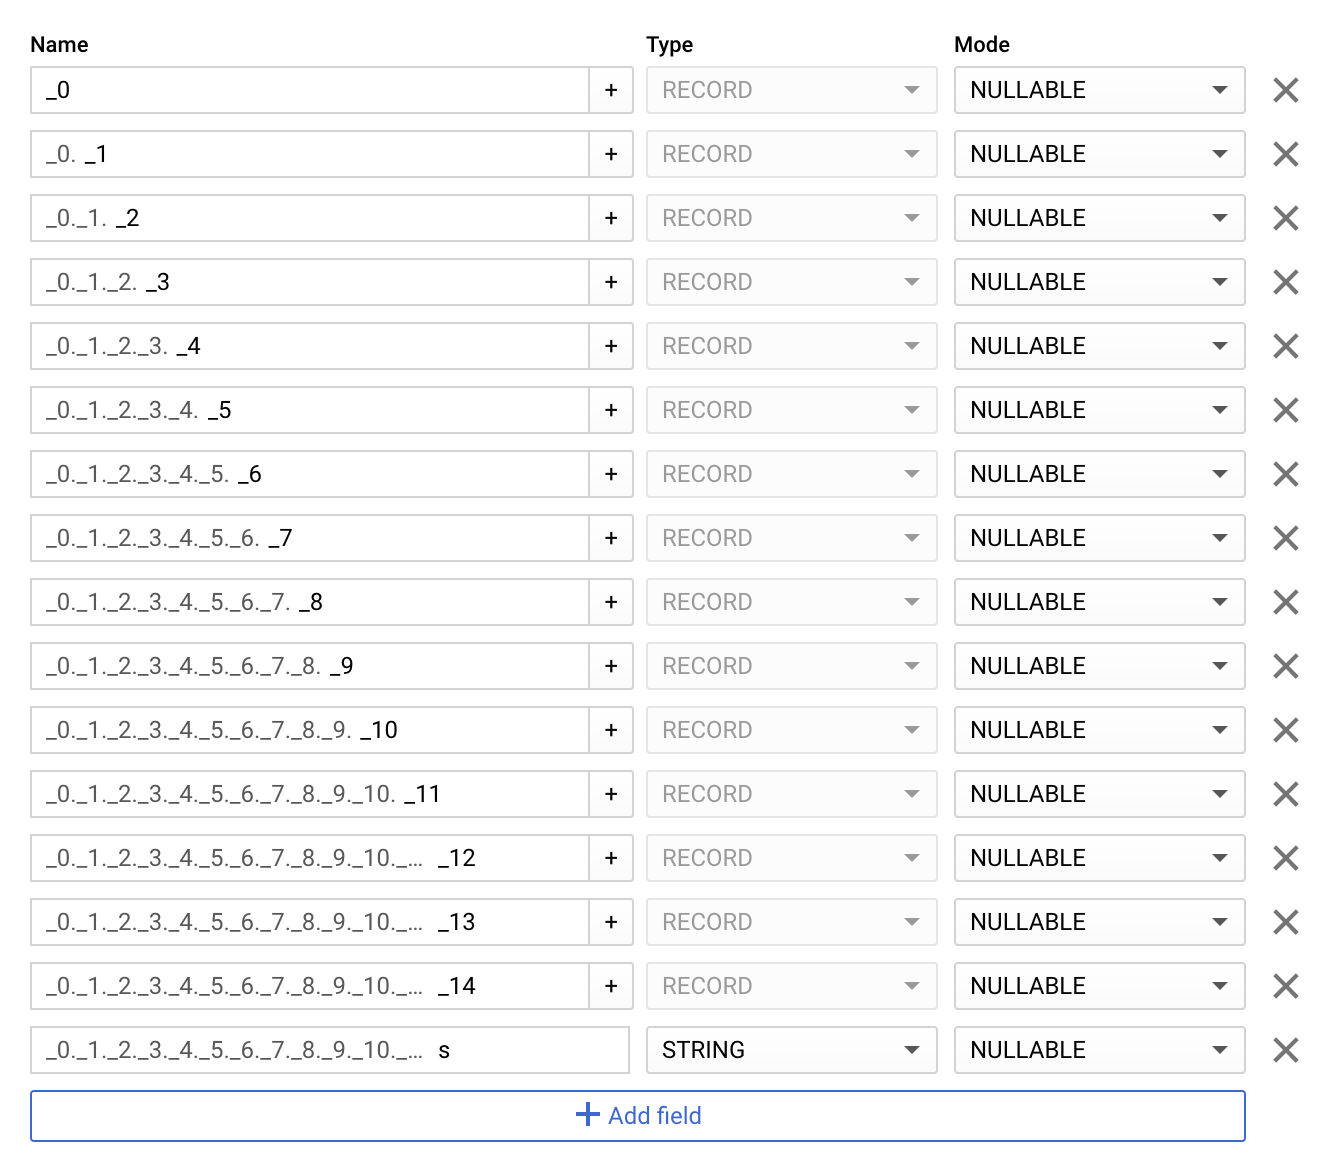 Name Type Mode
_0 + RECORD NULLABLE
_0. _1 + RECORD NULLABLE
_0._1. _2 + RECORD NULLABLE
_0._1._2. _3 + RECORD NULLABLE
_0._1._2._3. _4 + RECORD NULLABLE
_0._1._2._3._4. _5 + RECORD NULLABLE
_0._1._2._3._4._5. _6 + RECORD NULLABLE
_0._1._2._3._4._5._6. _7 + RECORD NULLABLE
_0._1._2._3._4._5._6._7. _8 + RECORD NULLABLE
_0._1._2._3._4._5._6._7._8. _9 + RECORD NULLABLE
_0._1._2._3._4._5._6._7._8._9. _10 + RECORD NULLABLE
_0._1._2._3._4._5._6._7._8._9._10. _11 + RECORD NULLABLE
_0._1._2._3._4._5._6._7._8._9._10._... _12 + RECORD NULLABLE
_0._1._2._3._4._5._6._7._8._9._10._... _13 + RECORD NULLABLE
_0._1._2._3._4._5._6._7._8._9._10._... _14 + RECORD NULLABLE
_0._1._2._3._4._5._6._7._8._9._10._... s STRING NULLABLE
+ Add field